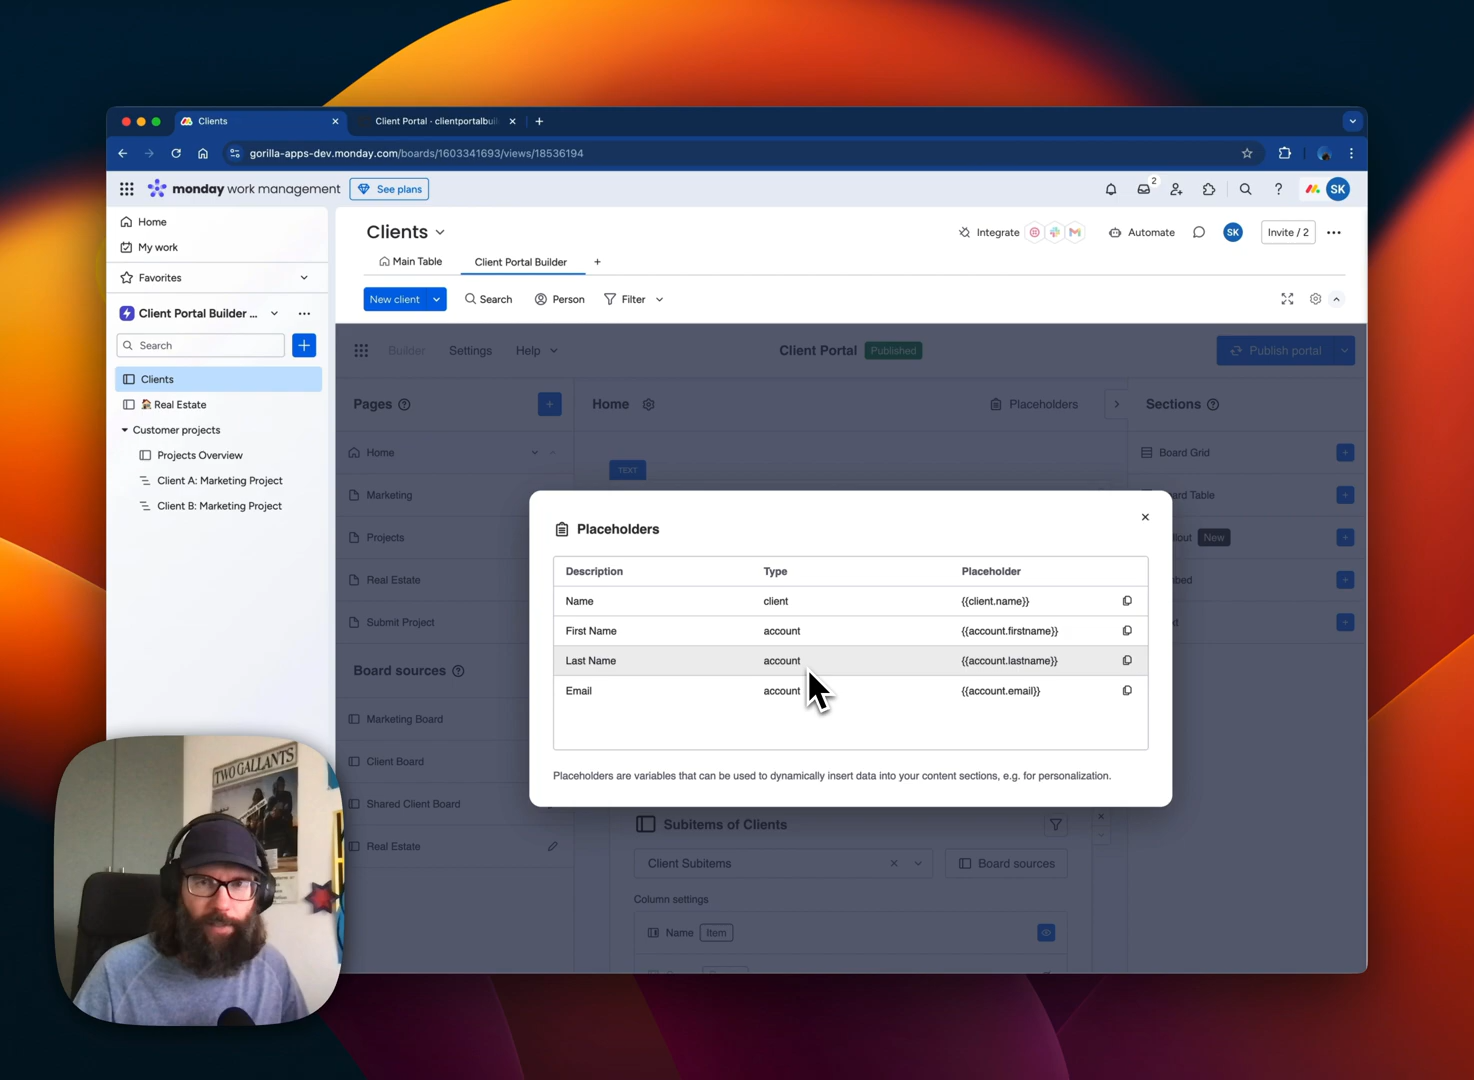 Clients
Client Portal - clientportalbuil
gorilla-apps-dev.monday.com/boards/1603341693/views/18536194
monday work management
See plans
2
SK
Home
My work
Favorites
Client Portal Builder ...
Search
Clients
Real Estate
Customer projects
Projects Overview
Client A: Marketing Project
Client B: Marketing Project
Clients
Integrate
Automate
SK
Invite / 2
Main Table
Client Portal Builder
New client
Search
Person
Filter
Builder
Settings
Help
Client Portal
Published
Publish portal
Pages
Home
Marketing
Projects
Real Estate
Submit Project
Board sources
Marketing Board
Client Board
Shared Client Board
Real Estate
Home
Placeholders
TEXT
Sections
Board Grid
ard Table
llout
New
bed
Placeholders
Description Type Placeholder
Name client {{client.name}}
First Name account {{account.firstname}}
Last Name account {{account.lastname}}
Email account {{account.email}}
Placeholders are variables that can be used to dynamically insert data into your content sections, e.g. for personalization.
Subitems of Clients
Client Subitems
Board sources
Column settings
Name
Item
TWO GALLANTS